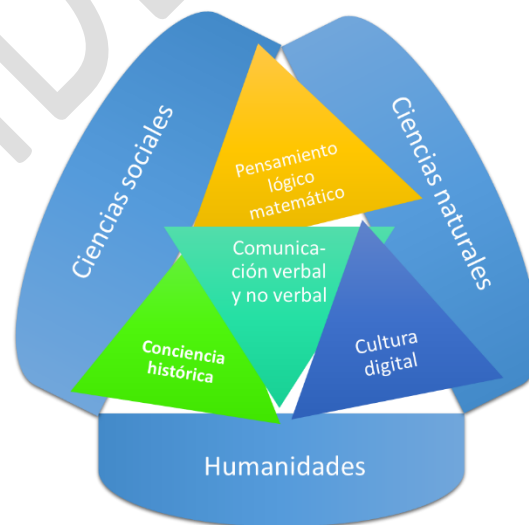 Ciencias sociales
Ciencias naturales
Pensamiento
lógico
matemático
Comunica-
ción verbal
y no verbal
Conciencia
histórica
Cultura
digital
Humanidades